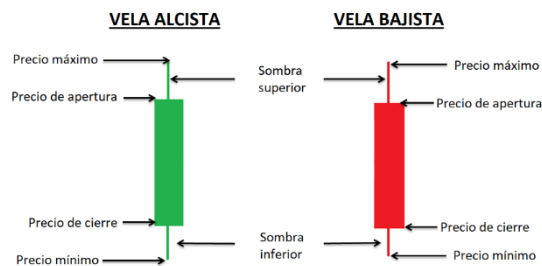 VELA ALCISTA
VELA BAJISTA
Precio máximo
Sombra
superior
Precio máximo
Precio de apertura
Precio de apertura
Precio de cierre
Precio de cierre
Sombra
inferior
Precio mínimo
Precio mínimo